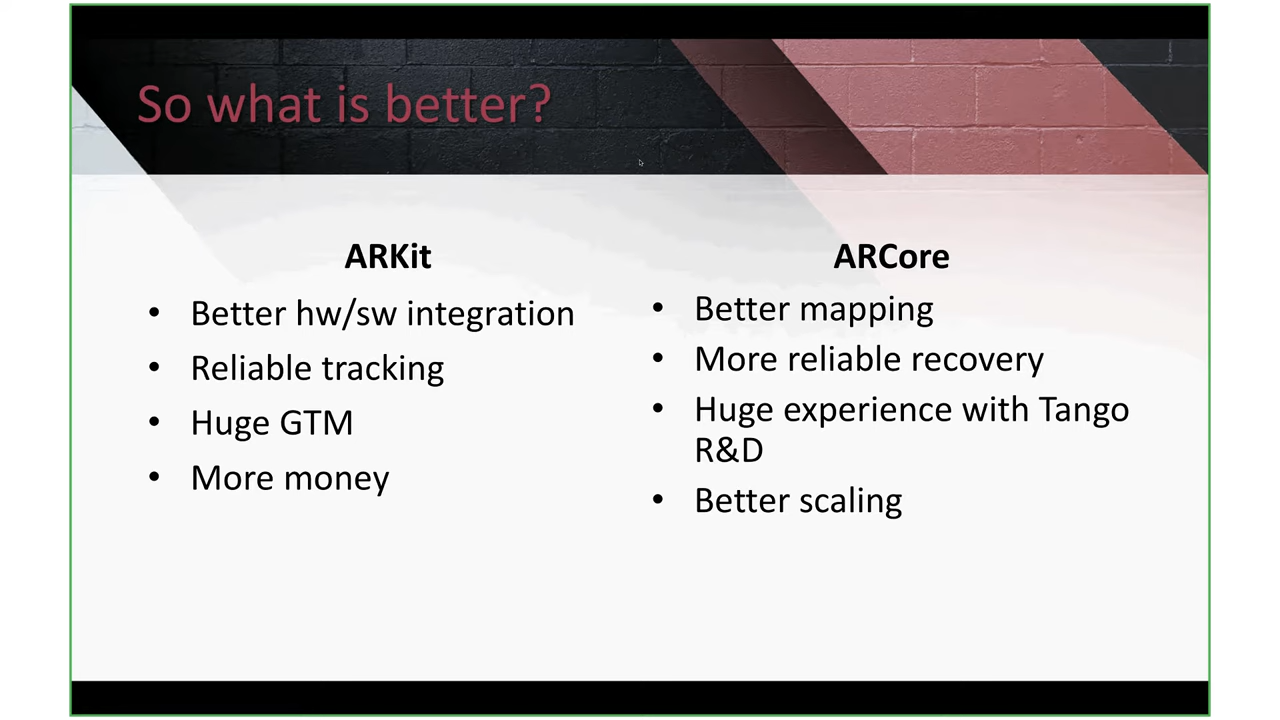 So what is better?
ARKit
• Better hw/sw integration
• Reliable tracking
• Huge GTM
• More money
ARCore
• Better mapping
• More reliable recovery
• Huge experience with Tango
R&D
• Better scaling